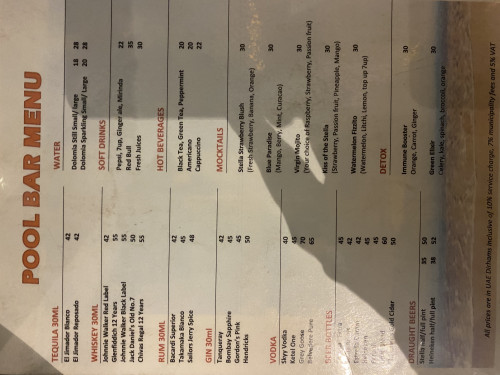 POOL BAR MENU
TEQUILA 30ML
El Jimador Blanco 42
El Jimador Reposado 42
WHISKEY 30ML
Johnnie Walker Red Label 42
Glenfiddich 12 Years 55
Johnnie Walker Black Label 55
Jack Daniel's Old No.7 50
Chivas Regal 12 Years 55
RUM 30ML
Bacardi Superior 42
Takamaka Blanco 45
Sailors Jerry Spice 48
GIN 30ml
Tanqueray 42
Bombay Sapphire 45
Gordon's Pink 45
Hendricks 50
VODKA
Skyy Vodka 40
Ketel One 45
Grey Goose 70
Belvedere Pure 65
BEER BOTTLES
45
42
42
45
45
60
Cider 50
DRAUGHT BEERS
Stella half/full pint 35 50
half/full pint 38 52
WATER
Dolomia Still Small/ large 18 28
Dolomia Sparkling Small/ Large 20 28
SOFT DRINKS
Pepsi, 7up, Ginger ale, Mirinda 22
Red Bull 35
Fresh Juices 30
HOT BEVERAGES
Black Tea, Green Tea, Peppermint 20
Americano 20
Cappuccino 22
MOCKTAILS
Stella Strawberry Blush 30
(Fresh Strawberry, Banana, Orange)
Blue Paradise 30
(Mango, Berry, Mint, Curacao)
Virgin Mojito 30
(Your choice of Raspberry, Strawberry, Passion fruit)
Kiss of the Stella 30
(Strawberry, Passion fruit, Pineapple, Mango)
Watermelon Fizzito 30
(Watermelon, Litchi, Lemon, top up 7up)
DETOX
Immune Booster 30
Orange, Carrot, Ginger
Green Elixir 30
Celery, kale, spinach, broccoli, orange
All prices are in UAE Dirhams inclusive of 10% service charge, 7% municipality fees and 5% VAT